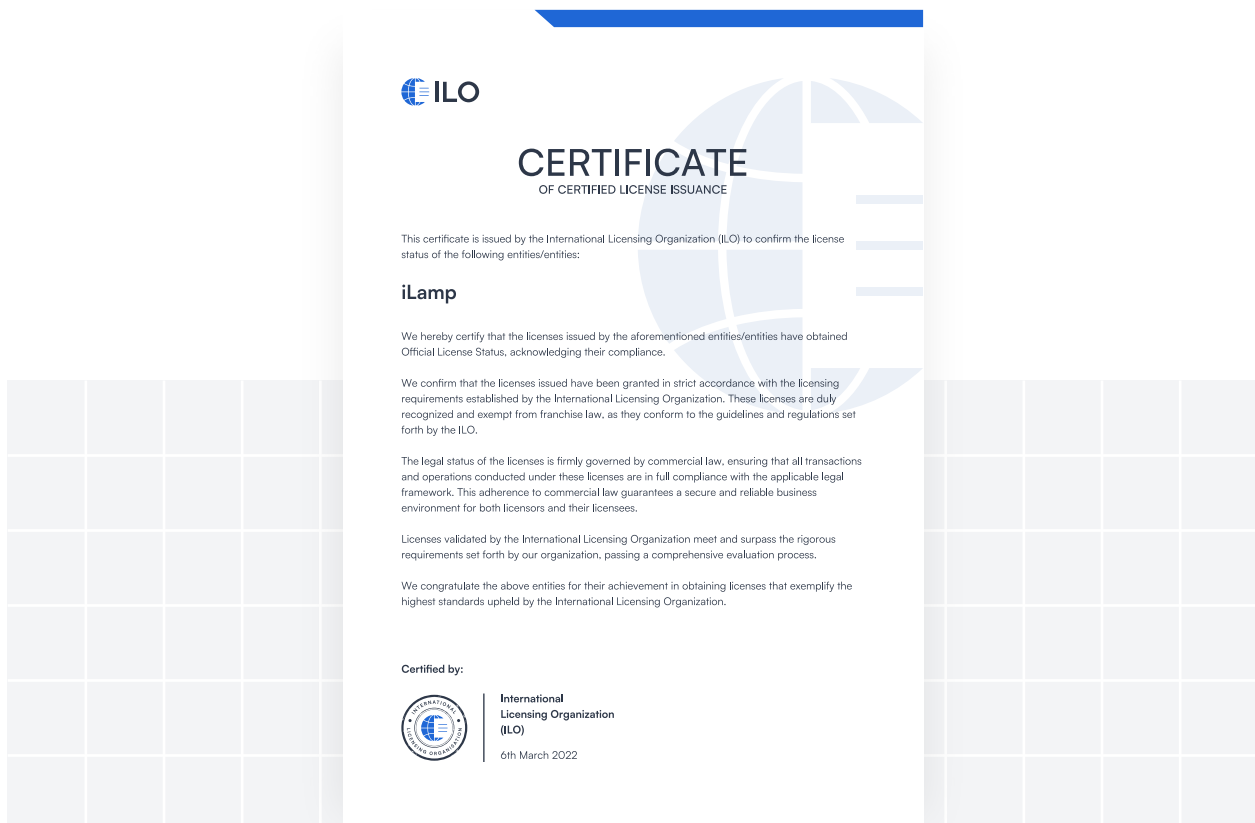 ILO
CERTIFICATE
OF CERTIFIED LICENSE ISSUANCE
This certificate is issued by the International Licensing Organization (ILO) to confirm the license
status of the following entities/entities:
iLamp
We hereby certify that the licenses issued by the aforementioned entities/entities have obtained
Official License Status, acknowledging their compliance.
We confirm that the licenses issued have been granted in strict accordance with the licensing
requirements established by the International Licensing Organization. These licenses are duly
recognized and exempt from franchise law, as they conform to the guidelines and regulations set
forth by the ILO.
The legal status of the licenses is firmly governed by commercial law, ensuring that all transactions
and operations conducted under these licenses are in full compliance with the applicable legal
framework. This adherence to commercial law guarantees a secure and reliable business
environment for both licensors and their licensees.
Licenses validated by the International Licensing Organization meet and surpass the rigorous
requirements set forth by our organization, passing a comprehensive evaluation process.
We congratulate the above entities for their achievement in obtaining licenses that exemplify the
highest standards upheld by the International Licensing Organization.
Certified by:
INTERNATIONAL
LICENSING ORGANISATION
International
Licensing Organization
(ILO)
6th March 2022